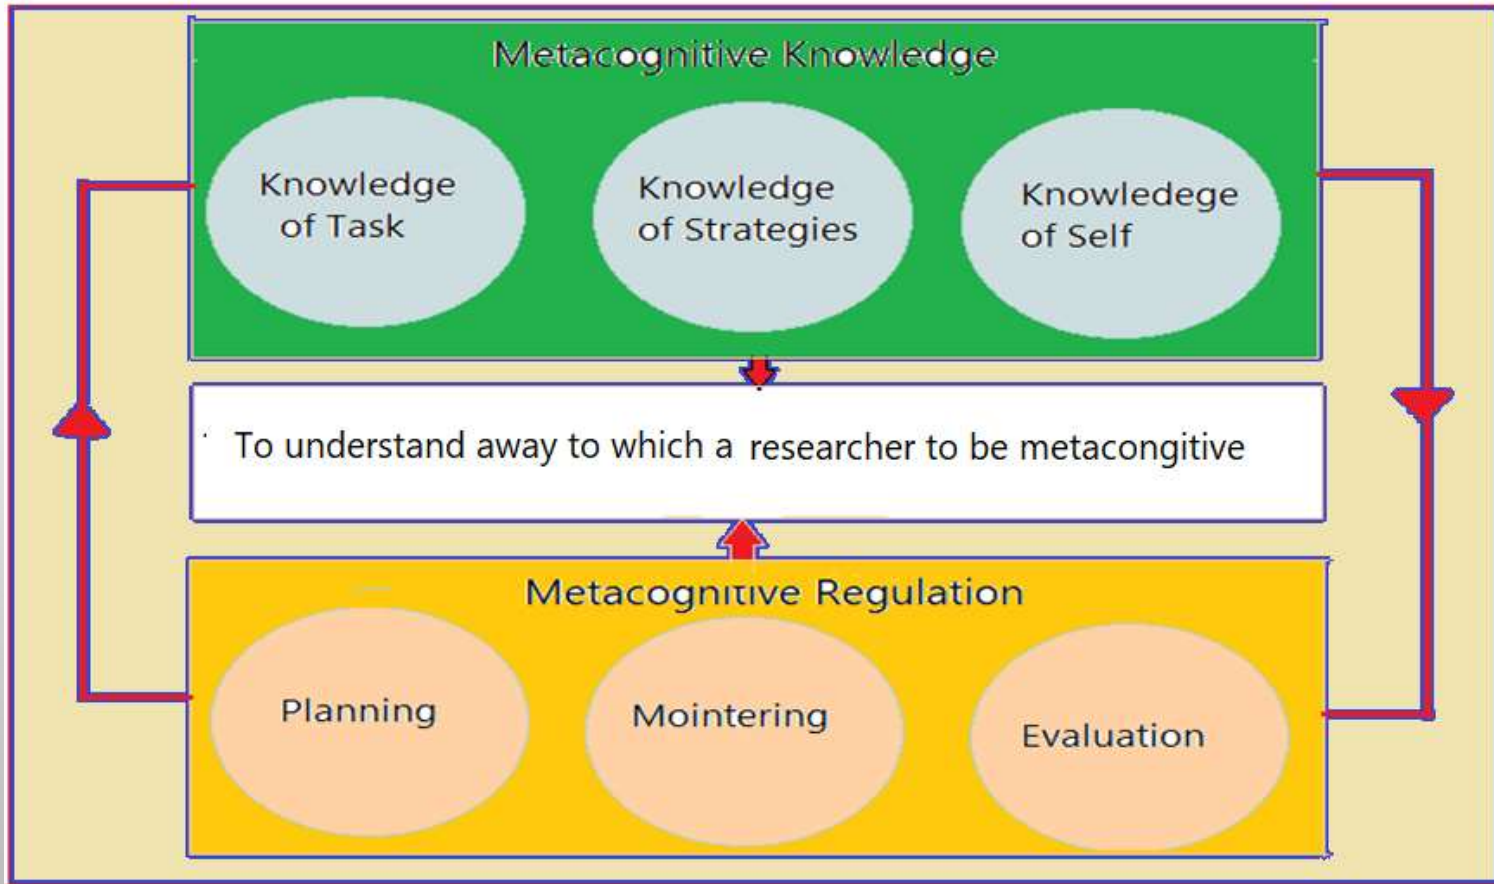 Metacognitive Knowledge
Knowledge
of Task
Knowledge
of Strategies
Knowledege
of Self
To understand away to which a researcher to be metacongitive
Metacognitive Regulation
Planning
Mointering
Evaluation